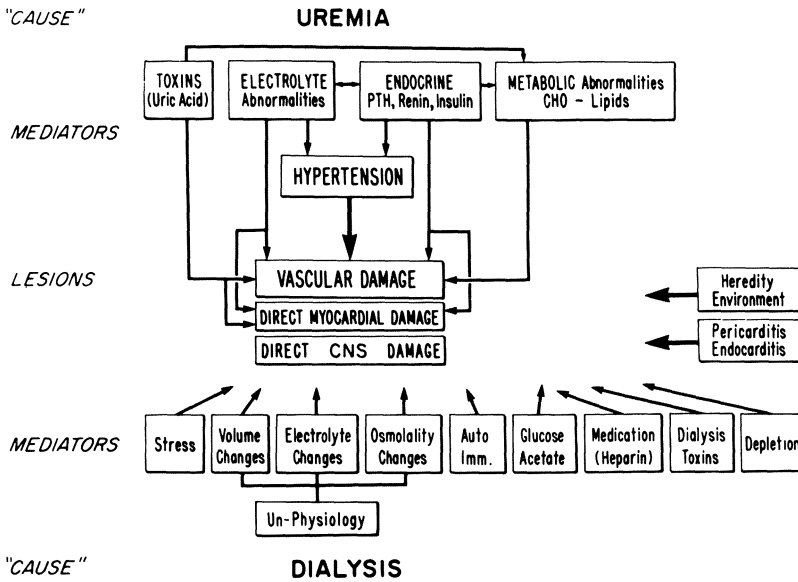 "CAUSE"
UREMIA
TOXINS
(Uric Acid)
ELECTROLYTE
Abnormalities
ENDOCRINE
PTH, Renin, Insulin
METABOLIC Abnormalities
CHO - Lipids
MEDIATORS
HYPERTENSION
LESIONS
VASCULAR DAMAGE
DIRECT MYOCARDIAL DAMAGE
DIRECT CNS DAMAGE
Heredity
Environment
Pericarditis
Endocarditis
MEDIATORS
Stress
Volume
Changes
Electrolyte
Changes
Osmolality
Changes
Auto
Imm.
Glucose
Acetate
Medication
(Heparin)
Dialysis
Toxins
Depletion
Un-Physiology
"CAUSE"
DIALYSIS